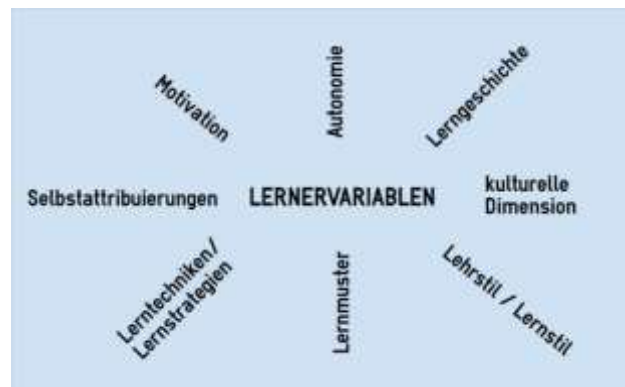 Motivation
Autonomie
Lerngeschichte
Selbstattribuierungen
LERNERVARIABLEN
kulturelle
Dimension
Lerntechniken/
Lernstrategien
Lernmuster
Lehrstil / Lernstil